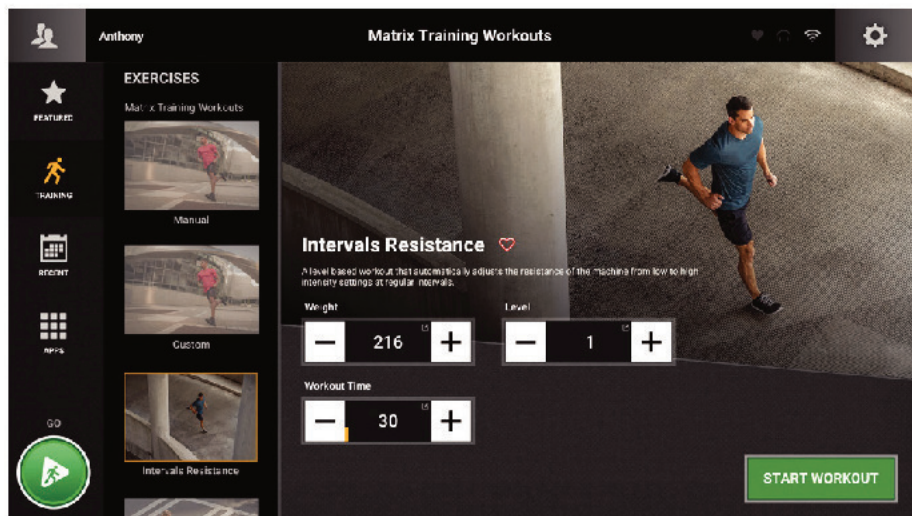 Anthony
Matrix Training Workouts
EXERCISES
FEATURED
Matrix Training Workouts
TRAINING
Manual
RECENT
Custom
APPS
GO
Intervals Resistance
Intervals Resistance
A level based workout that automatically adjusts the resistance of the machine from low to high
intensity settings at regular intervals.
Weight
Level
216
1
Workout Time
30
START WORKOUT